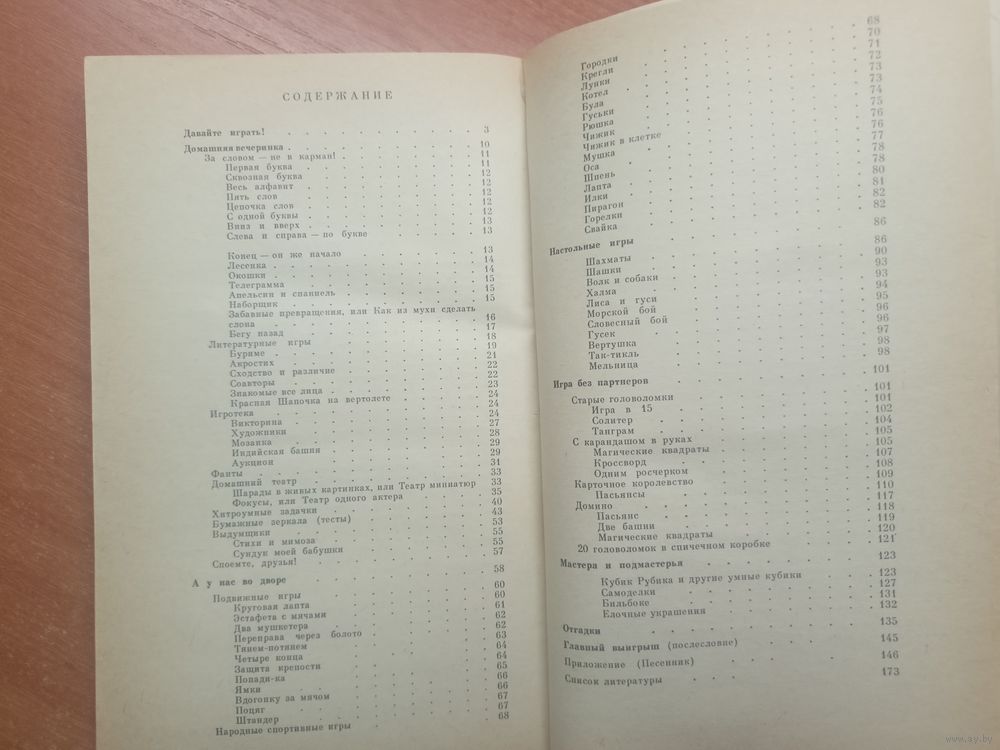 СОДЕРЖАНИЕ
Давайте играть! 3
Домашняя вечеринка 10
За словом — не в карман! 11
Первая буква 11
Сквозная буква 12
Весь алфавит 12
Пять слов 12
Цепочка слов 12
С одной буквы 12
Вниз и вверх 13
Слева и справа — по букве 13
Конец — он же начало 13
Лесенка 14
Окошки 14
Телеграмма 15
Апельсин и спаниель 15
Наборщик 15
Забавные превращения, или Как из мухи сделать
слона 16
Бегу назад 17
Литературные игры 18
Буриме 19
Акростих 21
Сходство и различие 22
Соавторы 22
Знакомые все лица 23
Красная Шапочка на вертолете 24
Игротека 24
Викторина 24
Художники 27
Мозаика 28
Индийская башня 29
Аукцион 29
Фанты 31
Домашний театр 33
Шарады в живых картинках, или Театр миниатюр 33
Фокусы, или Театр одного актера 35
Хитроумные задачки 40
Бумажные зеркала (тесты) 43
Выдумщики 53
Стихи и мимоза 55
Сундук моей бабушки 55
Споемте, друзья! 57
А у нас во дворе 58
Подвижные игры 60
Круговая лапта 60
Эстафета с мячами 61
Два мушкетера 62
Переправа через болото 62
Тянем-потянем 63
Четыре конца 64
Защита крепости 64
Попади-ка 65
Ямки 66
Вдогонку за мячом 66
Поцяг 67
Штандер 67
Народные спортивные игры 68
Городки 68
Крегли 70
Лунки 71
Котел 72
Була 73
Гуськи 73
Рюшка 74
Чижик 75
Чижик в клетке 76
Мушка 76
Оса 77
Шпень 78
Лапта 78
Илки 80
Пирагон 81
Горелки 82
Свайка 82
Настольные игры 86
Шахматы 86
Шашки 90
Волк и собаки 93
Халма 93
Лиса и гуси 94
Морской бой 95
Словесный бой 96
Гусек 96
Вертушка 97
Так-тикль 98
Мельница 98
Игра без партнеров 101
Старые головоломки 101
Игра в 15 101
Солитер 102
Танграм 104
С карандашом в руках 105
Магические квадраты 105
Кроссворд 107
Одним росчерком 108
Карточное королевство 109
Пасьянсы 110
Домино 117
Пасьянс 118
Две башни 119
Магические квадраты 120
20 головоломок в спичечном коробке 121
Мастера и подмастерья 123
Кубик Рубика и другие умные кубики 123
Самоделки 127
Бильбоке 131
Елочные украшения 132
Отгадки 135
Главный выигрыш (послесловие) 145
Приложение (Песенник) 146
Список литературы 173
www.ay.by